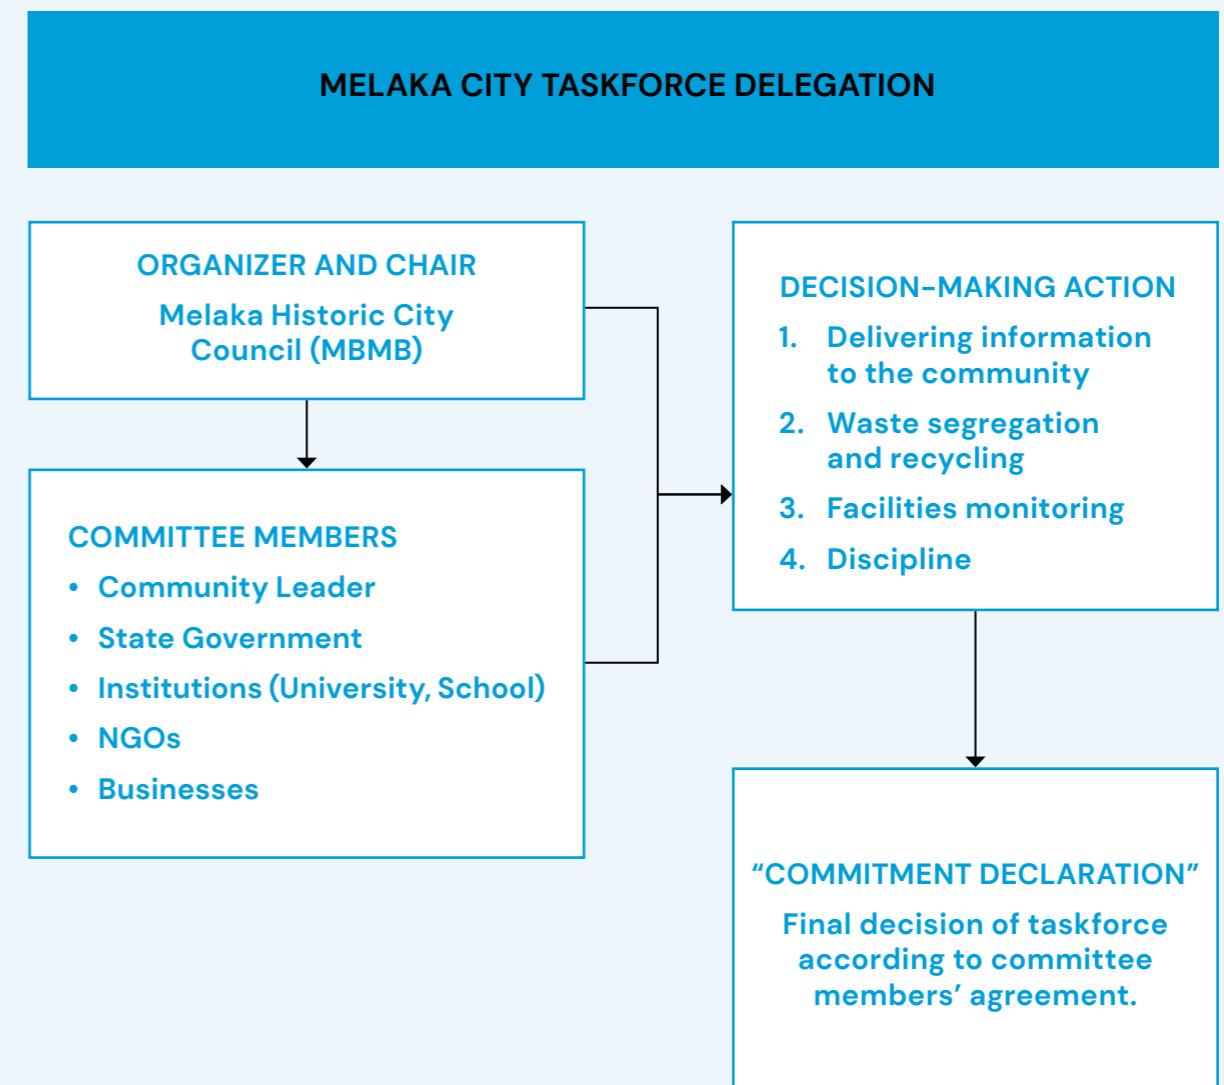 MELAKA CITY TASKFORCE DELEGATION
ORGANIZER AND CHAIR
Melaka Historic City
Council (MBMB)
COMMITTEE MEMBERS
• Community Leader
• State Government
• Institutions (University, School)
• NGOs
• Businesses
DECISION-MAKING ACTION
1. Delivering information
to the community
2. Waste segregation
and recycling
3. Facilities monitoring
4. Discipline
“COMMITMENT DECLARATION”
Final decision of taskforce
according to committee
members’ agreement.